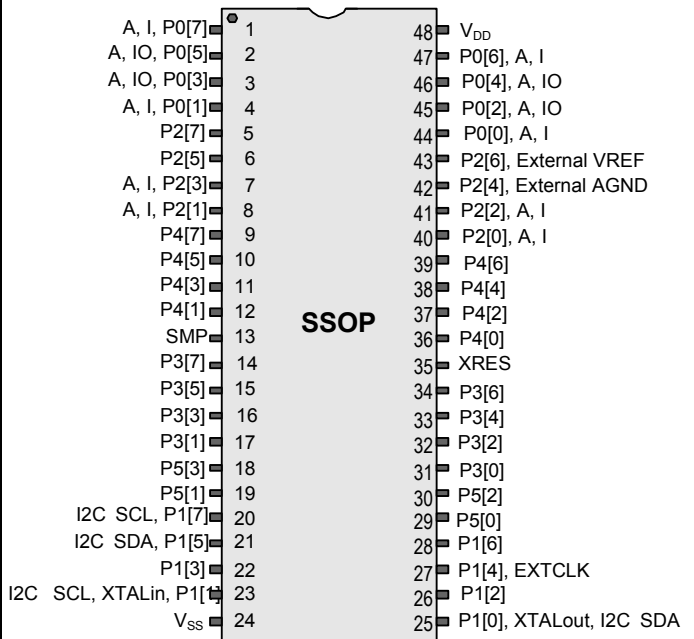 A, I, P0[7] 1 48 VDD
A, IO, P0[5] 2 47 P0[6], A, I
A, IO, P0[3] 3 46 P0[4], A, IO
A, I, P0[1] 4 45 P0[2], A, IO
P2[7] 5 44 P0[0], A, I
P2[5] 6 43 P2[6], External VREF
A, I, P2[3] 7 42 P2[4], External AGND
A, I, P2[1] 8 41 P2[2], A, I
P4[7] 9 40 P2[0], A, I
P4[5] 10 39 P4[6]
P4[3] 11 38 P4[4]
P4[1] 12 37 P4[2]
SSOP
SMP 13 36 P4[0]
P3[7] 14 35 XRES
P3[5] 15 34 P3[6]
P3[3] 16 33 P3[4]
P3[1] 17 32 P3[2]
P5[3] 18 31 P3[0]
P5[1] 19 30 P5[2]
I2C SCL, P1[7] 20 29 P5[0]
I2C SDA, P1[5] 21 28 P1[6]
P1[3] 22 27 P1[4], EXTCLK
I2C SCL, XTALin, P1[1] 23 26 P1[2]
VSS 24 25 P1[0], XTALout, I2C SDA